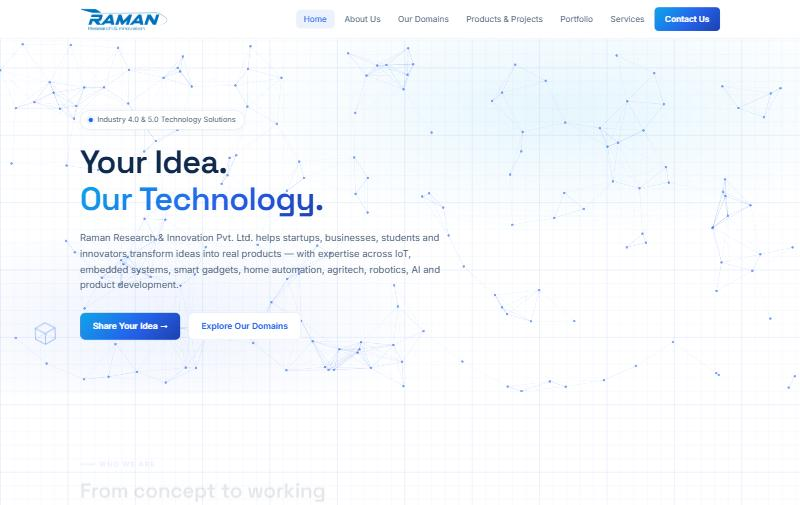 RAMAN
Research & Innovation
Home
About Us
Our Domains
Products & Projects
Portfolio
Services
Contact Us
Industry 4.0 & 5.0 Technology Solutions
Your Idea.
Our Technology.
Raman Research & Innovation Pvt. Ltd. helps startups, businesses, students and
innovators transform ideas into real products — with expertise across IoT,
embedded systems, smart gadgets, home automation, agritech, robotics, AI and
product development.
Share Your Idea →
Explore Our Domains
WHO WE ARE
From concept to working